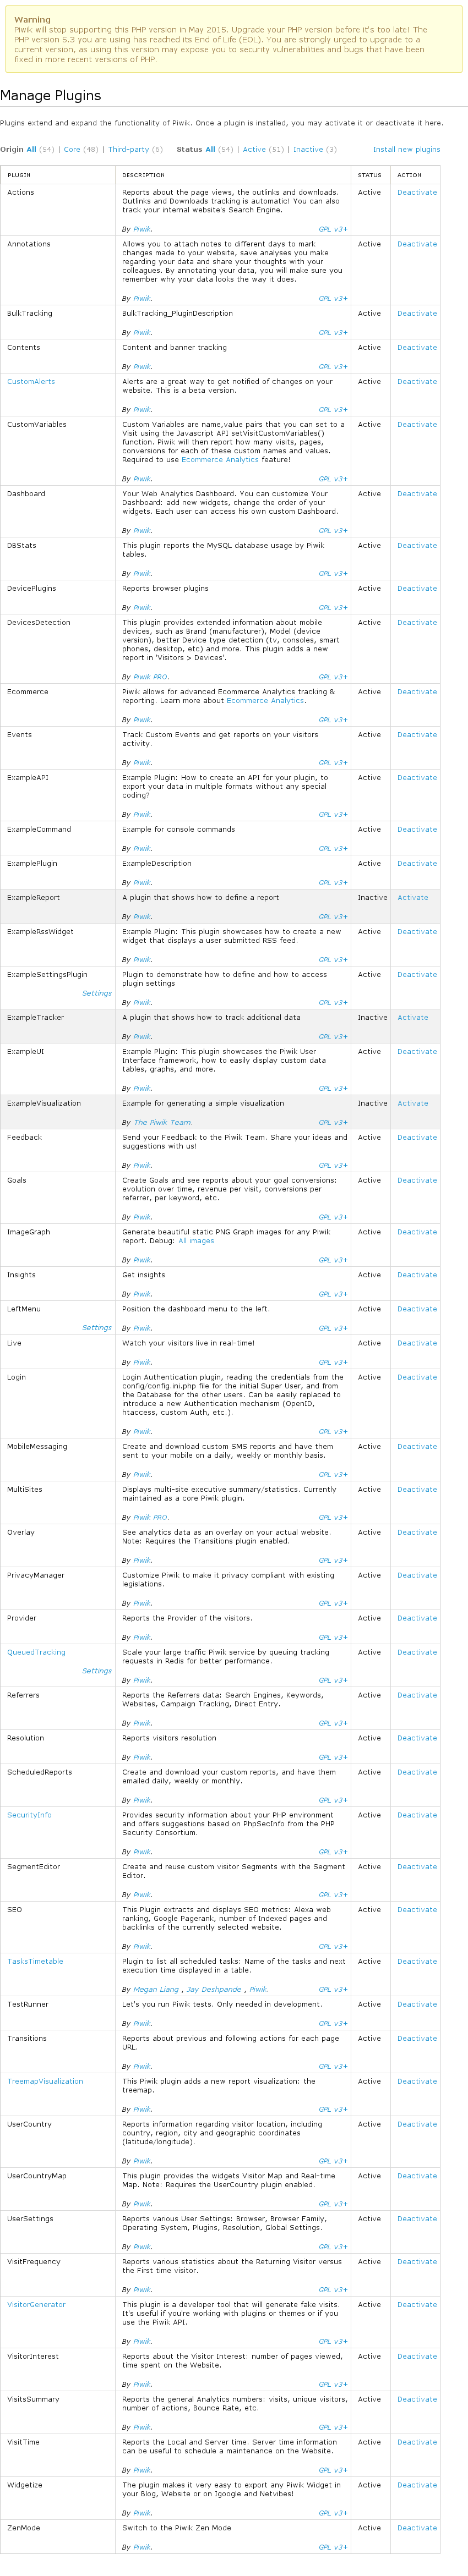 Warning
Piwik will stop supporting this PHP version in May 2015. Upgrade your PHP version before it's too late! The
PHP version 5.3 you are using has reached its End of Life (EOL). You are strongly urged to upgrade to a
current version, as using this version may expose you to security vulnerabilities and bugs that have been
fixed in more recent versions of PHP.
Manage Plugins
Plugins extend and expand the functionality of Piwik. Once a plugin is installed, you may activate it or deactivate it here.
Origin All (54) | Core (48) | Third-party (6) Status All (54) | Active (51) | Inactive (3) Install new plugins
PLUGIN DESCRIPTION STATUS ACTION
Actions Reports about the page views, the outlinks and downloads. Active Deactivate
Outlinks and Downloads tracking is automatic! You can also
track your internal website's Search Engine.
By Piwik. GPL v3+
Annotations Allows you to attach notes to different days to mark Active Deactivate
changes made to your website, save analyses you make
regarding your data and share your thoughts with your
colleagues. By annotating your data, you will make sure you
remember why your data looks the way it does.
By Piwik. GPL v3+
BulkTracking BulkTracking_PluginDescription Active Deactivate
By Piwik. GPL v3+
Contents Content and banner tracking Active Deactivate
By Piwik. GPL v3+
CustomAlerts Alerts are a great way to get notified of changes on your Active Deactivate
website. This is a beta version.
By Piwik. GPL v3+
CustomVariables Custom Variables are name,value pairs that you can set to a Active Deactivate
Visit using the Javascript API setVisitCustomVariables()
function. Piwik will then report how many visits, pages,
conversions for each of these custom names and values.
Required to use Ecommerce Analytics feature!
By Piwik. GPL v3+
Dashboard Your Web Analytics Dashboard. You can customize Your Active Deactivate
Dashboard: add new widgets, change the order of your
widgets. Each user can access his own custom Dashboard.
By Piwik. GPL v3+
DBStats This plugin reports the MySQL database usage by Piwik Active Deactivate
tables.
By Piwik. GPL v3+
DevicePlugins Reports browser plugins Active Deactivate
By Piwik. GPL v3+
DevicesDetection This plugin provides extended information about mobile Active Deactivate
devices, such as Brand (manufacturer), Model (device
version), better Device type detection (tv, consoles, smart
phones, desktop, etc) and more. This plugin adds a new
report in 'Visitors > Devices'.
By Piwik PRO. GPL v3+
Ecommerce Piwik allows for advanced Ecommerce Analytics tracking & Active Deactivate
reporting. Learn more about Ecommerce Analytics.
By Piwik. GPL v3+
Events Track Custom Events and get reports on your visitors Active Deactivate
activity.
By Piwik. GPL v3+
ExampleAPI Example Plugin: How to create an API for your plugin, to Active Deactivate
export your data in multiple formats without any special
coding?
By Piwik. GPL v3+
ExampleCommand Example for console commands Active Deactivate
By Piwik. GPL v3+
ExamplePlugin ExampleDescription Active Deactivate
By Piwik. GPL v3+
ExampleReport A plugin that shows how to define a report Inactive Activate
By Piwik. GPL v3+
ExampleRssWidget Example Plugin: This plugin showcases how to create a new Active Deactivate
widget that displays a user submitted RSS feed.
By Piwik. GPL v3+
ExampleSettingsPlugin Plugin to demonstrate how to define and how to access Active Deactivate
plugin settings
Settings
By Piwik. GPL v3+
ExampleTracker A plugin that shows how to track additional data Inactive Activate
By Piwik. GPL v3+
ExampleUI Example Plugin: This plugin showcases the Piwik User Active Deactivate
Interface framework, how to easily display custom data
tables, graphs, and more.
By Piwik. GPL v3+
ExampleVisualization Example for generating a simple visualization Inactive Activate
By The Piwik Team. GPL v3+
Feedback Send your Feedback to the Piwik Team. Share your ideas and Active Deactivate
suggestions with us!
By Piwik. GPL v3+
Goals Create Goals and see reports about your goal conversions: Active Deactivate
evolution over time, revenue per visit, conversions per
referrer, per keyword, etc.
By Piwik. GPL v3+
ImageGraph Generate beautiful static PNG Graph images for any Piwik Active Deactivate
report. Debug: All images
By Piwik. GPL v3+
Insights Get insights Active Deactivate
By Piwik. GPL v3+
LeftMenu Position the dashboard menu to the left. Active Deactivate
Settings By Piwik. GPL v3+
Live Watch your visitors live in real-time! Active Deactivate
By Piwik. GPL v3+
Login Login Authentication plugin, reading the credentials from the Active Deactivate
config/config.ini.php file for the initial Super User, and from
the Database for the other users. Can be easily replaced to
introduce a new Authentication mechanism (OpenID,
htaccess, custom Auth, etc.).
By Piwik. GPL v3+
MobileMessaging Create and download custom SMS reports and have them Active Deactivate
sent to your mobile on a daily, weekly or monthly basis.
By Piwik. GPL v3+
MultiSites Displays multi-site executive summary/statistics. Currently Active Deactivate
maintained as a core Piwik plugin.
By Piwik PRO. GPL v3+
Overlay See analytics data as an overlay on your actual website. Active Deactivate
Note: Requires the Transitions plugin enabled.
By Piwik. GPL v3+
PrivacyManager Customize Piwik to make it privacy compliant with existing Active Deactivate
legislations.
By Piwik. GPL v3+
Provider Reports the Provider of the visitors. Active Deactivate
By Piwik. GPL v3+
QueuedTracking Scale your large traffic Piwik service by queuing tracking Active Deactivate
requests in Redis for better performance.
Settings
By Piwik. GPL v3+
Referrers Reports the Referrers data: Search Engines, Keywords, Active Deactivate
Websites, Campaign Tracking, Direct Entry.
By Piwik. GPL v3+
Resolution Reports visitors resolution Active Deactivate
By Piwik. GPL v3+
ScheduledReports Create and download your custom reports, and have them Active Deactivate
emailed daily, weekly or monthly.
By Piwik. GPL v3+
SecurityInfo Provides security information about your PHP environment Active Deactivate
and offers suggestions based on PhpSecInfo from the PHP
Security Consortium.
By Piwik. GPL v3+
SegmentEditor Create and reuse custom visitor Segments with the Segment Active Deactivate
Editor.
By Piwik. GPL v3+
SEO This Plugin extracts and displays SEO metrics: Alexa web Active Deactivate
ranking, Google Pagerank, number of Indexed pages and
backlinks of the currently selected website.
By Piwik. GPL v3+
TasksTimetable Plugin to list all scheduled tasks: Name of the tasks and next Active Deactivate
execution time displayed in a table.
By Megan Liang , Jay Deshpande , Piwik. GPL v3+
TestRunner Let's you run Piwik tests. Only needed in development. Active Deactivate
By Piwik. GPL v3+
Transitions Reports about previous and following actions for each page Active Deactivate
URL.
By Piwik. GPL v3+
TreemapVisualization This Piwik plugin adds a new report visualization: the Active Deactivate
treemap.
By Piwik. GPL v3+
UserCountry Reports information regarding visitor location, including Active Deactivate
country, region, city and geographic coordinates
(latitude/longitude).
By Piwik. GPL v3+
UserCountryMap This plugin provides the widgets Visitor Map and Real-time Active Deactivate
Map. Note: Requires the UserCountry plugin enabled.
By Piwik. GPL v3+
UserSettings Reports various User Settings: Browser, Browser Family, Active Deactivate
Operating System, Plugins, Resolution, Global Settings.
By Piwik. GPL v3+
VisitFrequency Reports various statistics about the Returning Visitor versus Active Deactivate
the First time visitor.
By Piwik. GPL v3+
VisitorGenerator This plugin is a developer tool that will generate fake visits. Active Deactivate
It's useful if you're working with plugins or themes or if you
use the Piwik API.
By Piwik. GPL v3+
VisitorInterest Reports about the Visitor Interest: number of pages viewed, Active Deactivate
time spent on the Website.
By Piwik. GPL v3+
VisitsSummary Reports the general Analytics numbers: visits, unique visitors, Active Deactivate
number of actions, Bounce Rate, etc.
By Piwik. GPL v3+
VisitTime Reports the Local and Server time. Server time information Active Deactivate
can be useful to schedule a maintenance on the Website.
By Piwik. GPL v3+
Widgetize The plugin makes it very easy to export any Piwik Widget in Active Deactivate
your Blog, Website or on Igoogle and Netvibes!
By Piwik. GPL v3+
ZenMode Switch to the Piwik Zen Mode Active Deactivate
By Piwik. GPL v3+